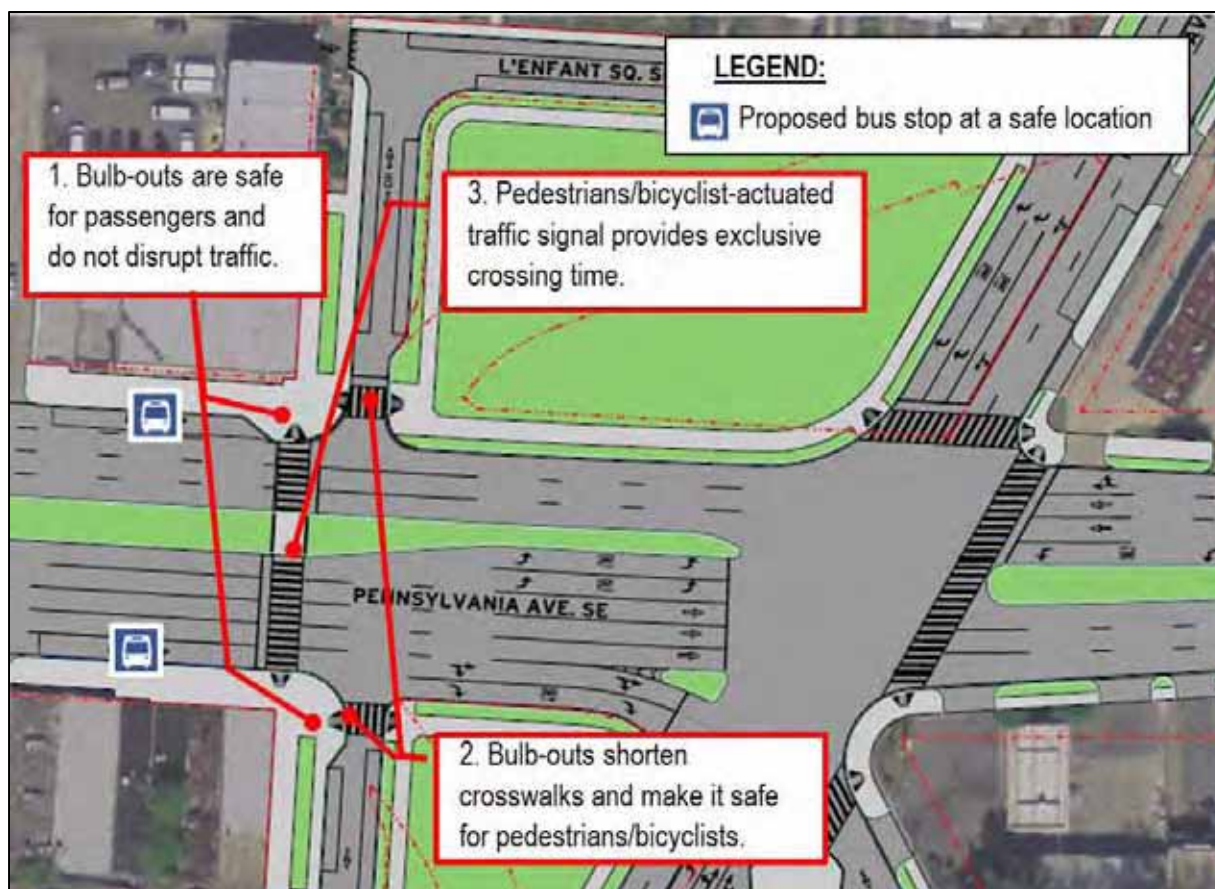 L'ENFANT SQ. S
LEGEND:
Proposed bus stop at a safe location
1. Bulb-outs are safe
for passengers and
do not disrupt traffic.
3. Pedestrians/bicyclist-actuated
traffic signal provides exclusive
crossing time.
PENNSYLVANIA AVE. SE
2. Bulb-outs shorten
crosswalks and make it safe
for pedestrians/bicyclists.